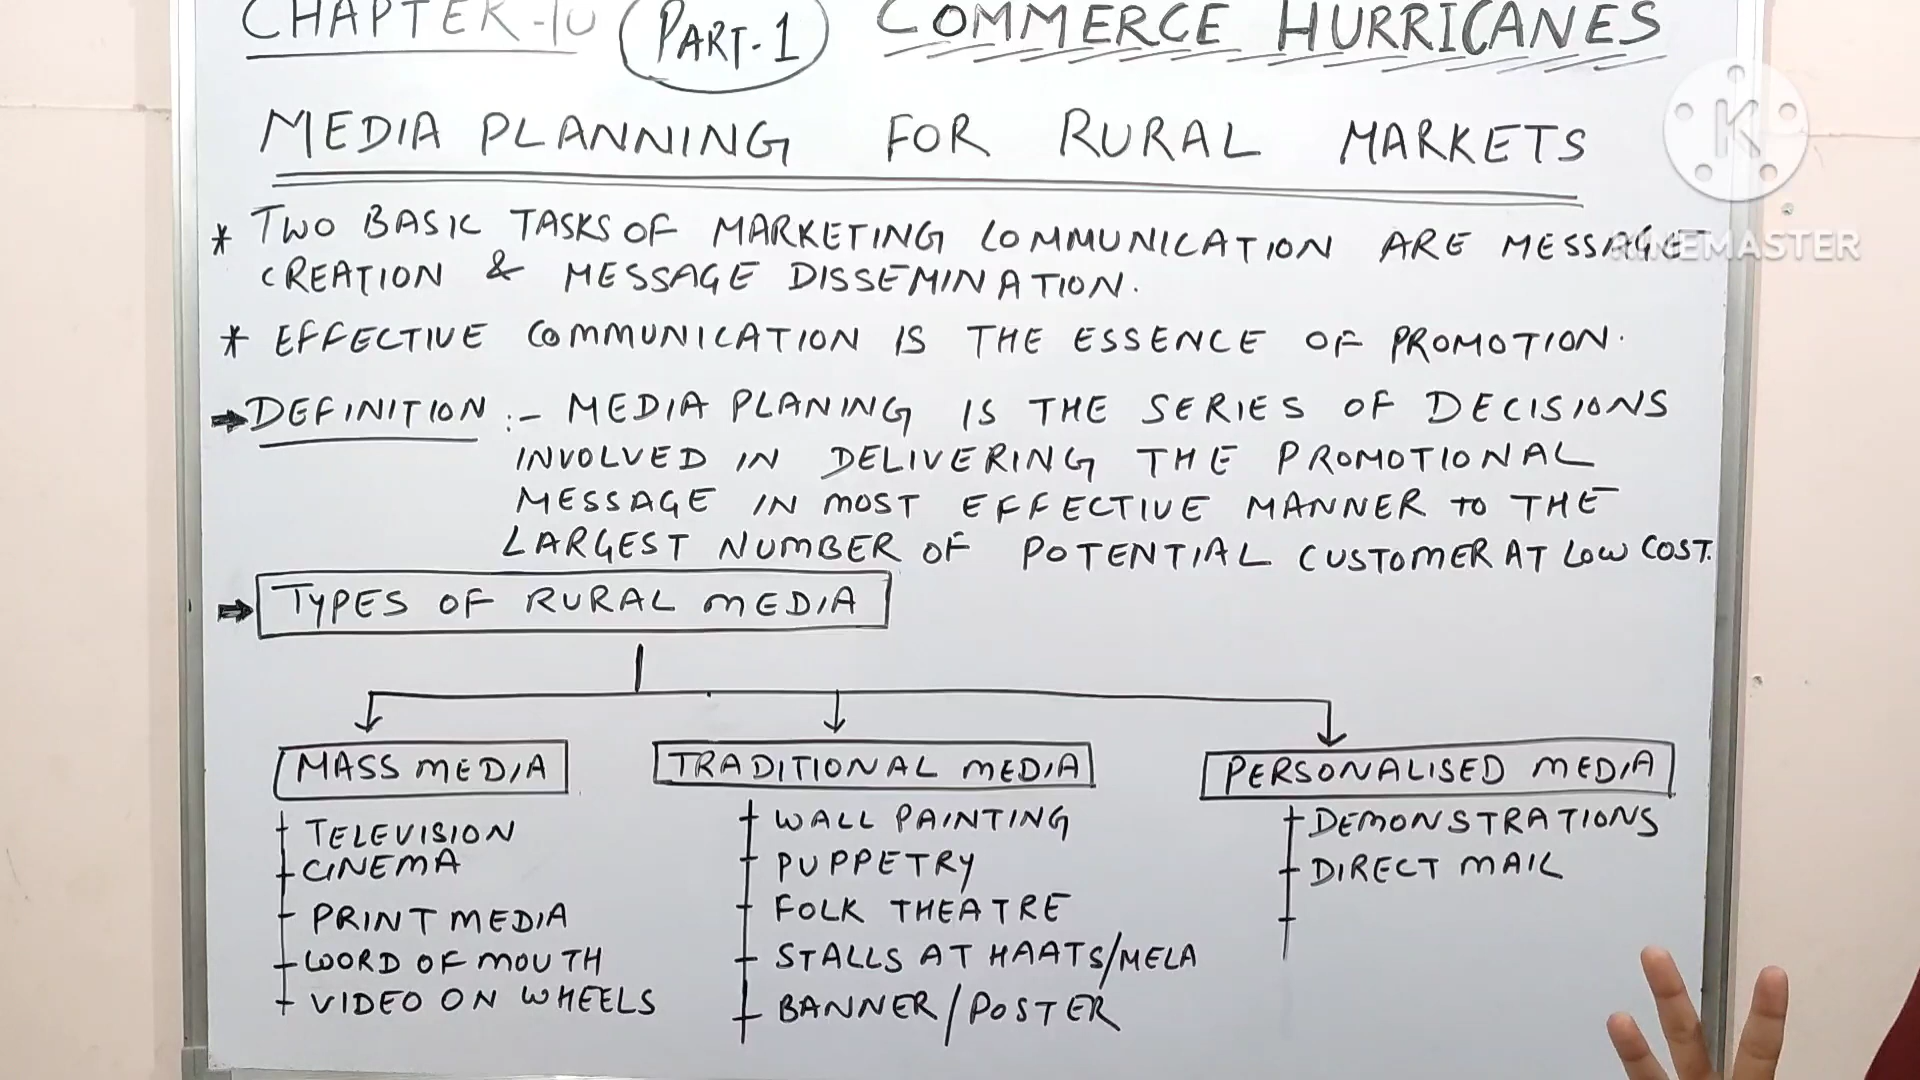 CHAPTER-10 PART-1 COMMERCE HURRICANES
MEDIA PLANNING FOR RURAL MARKETS
* TWO BASIC TASKS OF MARKETING COMMUNICATION ARE MESSAGE
CREATION & MESSAGE DISSEMINATION.
KINEMASTER
* EFFECTIVE COMMUNICATION IS THE ESSENCE OF PROMOTION.
DEFINITION :- MEDIA PLANING IS THE SERIES OF DECISIONS
INVOLVED IN DELIVERING THE PROMOTIONAL
MESSAGE IN MOST EFFECTIVE MANNER TO THE
LARGEST NUMBER OF POTENTIAL CUSTOMER AT LOW COST.
TYPES OF RURAL MEDIA
MASS MEDIA
TELEVISION
CINEMA
PRINT MEDIA
WORD OF MOUTH
VIDEO ON WHEELS
TRADITIONAL MEDIA
WALL PAINTING
PUPPETRY
FOLK THEATRE
STALLS AT HAATS/MELA
BANNER/POSTER
PERSONALISED MEDIA
DEMONSTRATIONS
DIRECT MAIL